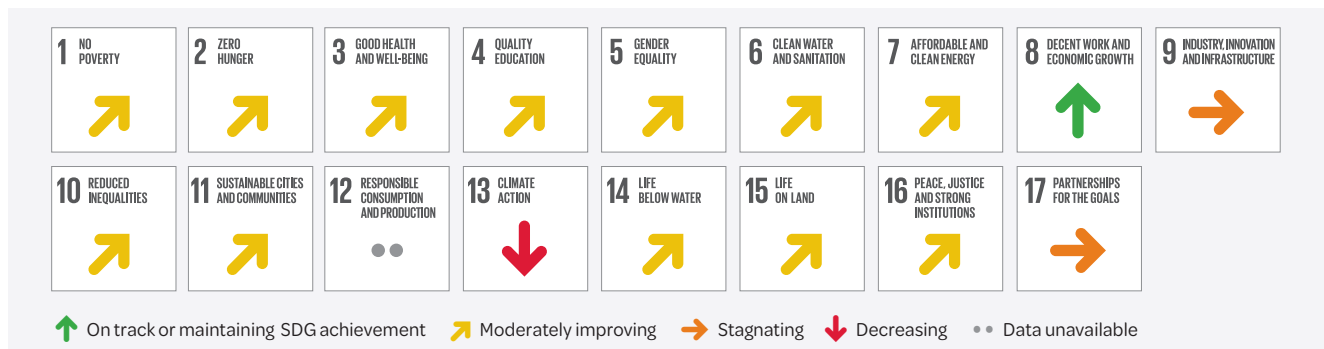 1 NO
POVERTY
2 ZERO
HUNGER
3 GOOD HEALTH
AND WELL-BEING
4 QUALITY
EDUCATION
5 GENDER
EQUALITY
6 CLEAN WATER
AND SANITATION
7 AFFORDABLE AND
CLEAN ENERGY
8 DECENT WORK AND
ECONOMIC GROWTH
9 INDUSTRY, INNOVATION
AND INFRASTRUCTURE
10 REDUCED
INEQUALITIES
11 SUSTAINABLE CITIES
AND COMMUNITIES
12 RESPONSIBLE
CONSUMPTION
AND PRODUCTION
13 CLIMATE
ACTION
14 LIFE
BELOW WATER
15 LIFE
ON LAND
16 PEACE, JUSTICE
AND STRONG
INSTITUTIONS
17 PARTNERSHIPS
FOR THE GOALS
On track or maintaining SDG achievement
Moderately improving
Stagnating
Decreasing
Data unavailable